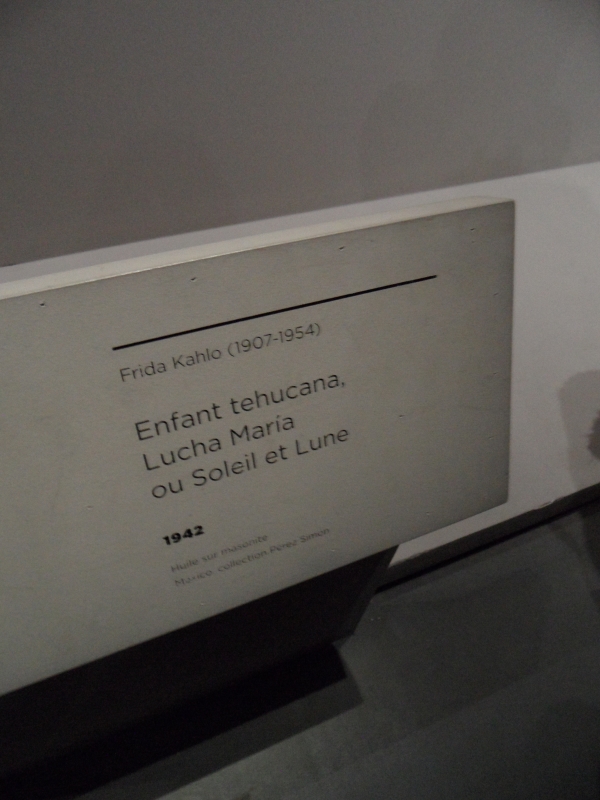 Frida Kahlo (1907-1954)
Enfant tehucana,
Lucha María
ou Soleil et Lune
1942
Huile sur masonite
Mexico, collection Pérez Simon